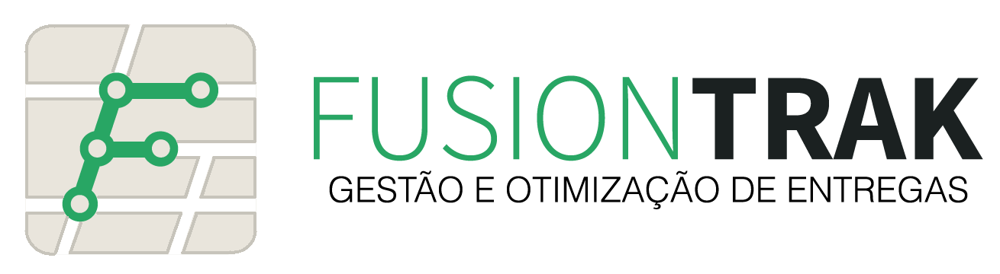 FUSIONTRAK
GESTÃO E OTIMIZAÇÃO DE ENTREGAS